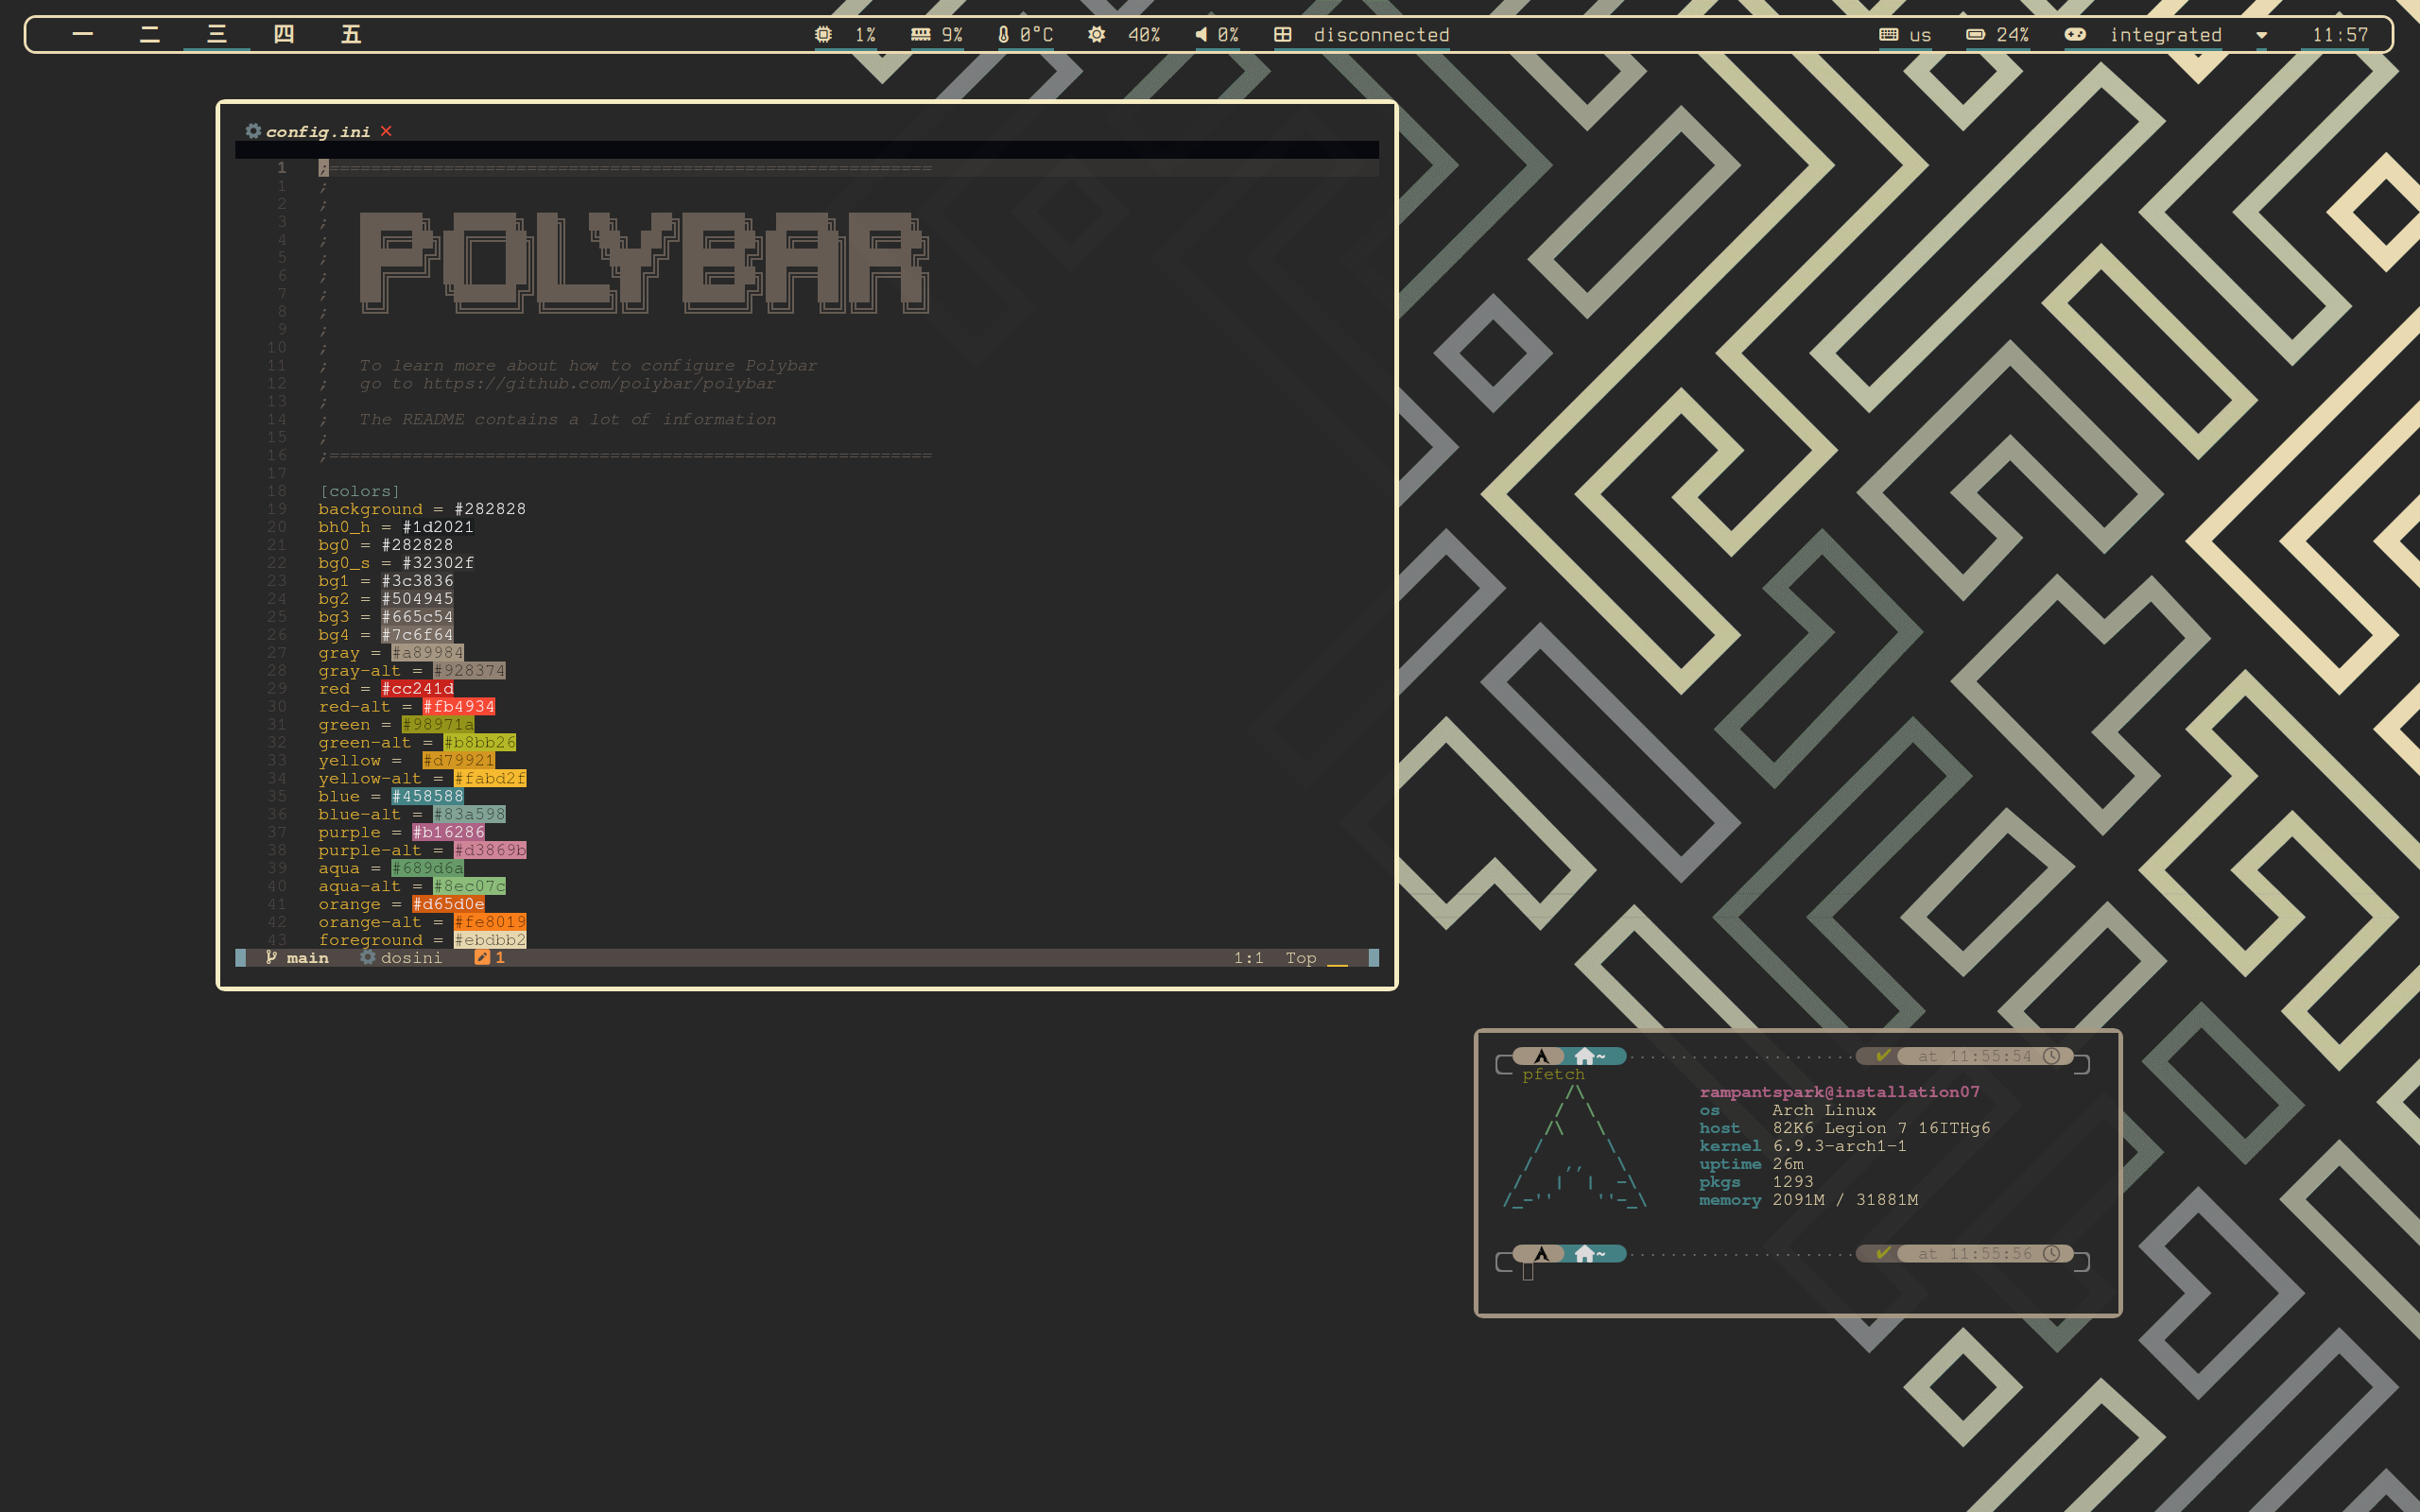 一 二 三 四 五 1% 9% 0°C 40% 0% disconnected us 24% integrated 11:57
config.ini ×
1 ;==========================================================
1 ;
2 ;
3 ;
4 ;
5 ; POLYBAR
6 ;
7 ;
8 ;
9 ;
10 ;
11 ; To learn more about how to configure Polybar
12 ; go to https://github.com/polybar/polybar
13 ;
14 ; The README contains a lot of information
15 ;
16 ;==========================================================
17
18 [colors]
19 background = #282828
20 bh0_h = #1d2021
21 bg0 = #282828
22 bg0_s = #32302f
23 bg1 = #3c3836
24 bg2 = #504945
25 bg3 = #665c54
26 bg4 = #7c6f64
27 gray = #a89984
28 gray-alt = #928374
29 red = #cc241d
30 red-alt = #fb4934
31 green = #98971a
32 green-alt = #b8bb26
33 yellow =  #d79921
34 yellow-alt = #fabd2f
35 blue = #458588
36 blue-alt = #83a598
37 purple = #b16286
38 purple-alt = #d3869b
39 aqua = #689d6a
40 aqua-alt = #8ec07c
41 orange = #d65d0e
42 orange-alt = #fe8019
43 foreground = #ebdbb2
main dosini 1 1:1 Top
~ ✔ at 11:55:54
pfetch
rampantspark@installation07
os Arch Linux
host 82K6 Legion 7 16ITHg6
kernel 6.9.3-arch1-1
uptime 26m
pkgs 1293
memory 2091M / 31881M
~ ✔ at 11:55:56